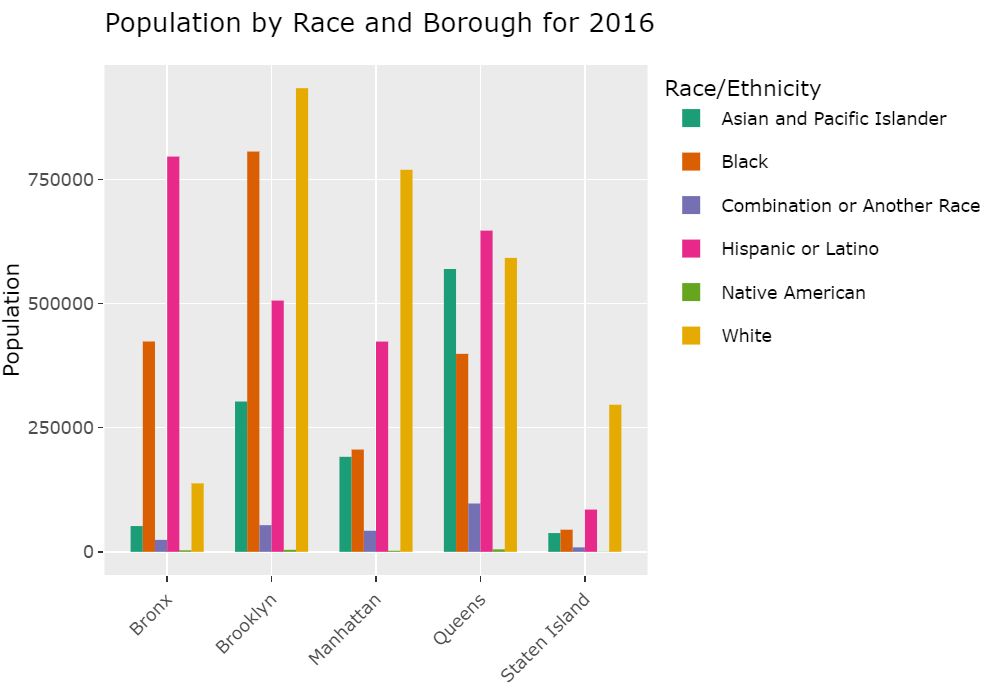 Population by Race and Borough for 2016
Population
750000
500000
250000
0
Bronx
Brooklyn
Manhattan
Queens
Staten Island
Race/Ethnicity
Asian and Pacific Islander
Black
Combination or Another Race
Hispanic or Latino
Native American
White